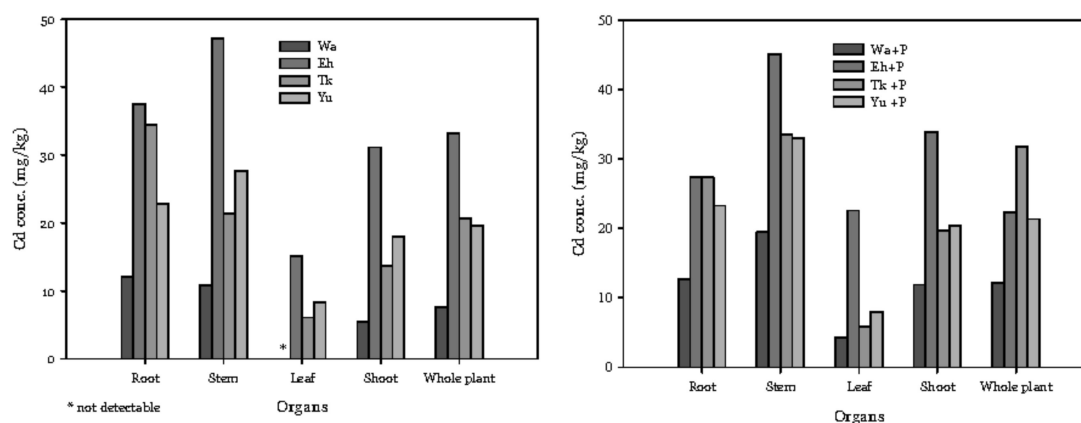 50
40
30
20
10
0
Cd conc. (mg/kg)
Wa
Eh
Tk
Yu
*
Root Stem Leaf Shoot Whole plant
* not detectable
Organs
50
40
30
20
10
0
Cd conc. (mg/kg)
Wa+P
Eh+P
Tk +P
Yu +P
Root Stem Leaf Shoot Whole plant
Organs